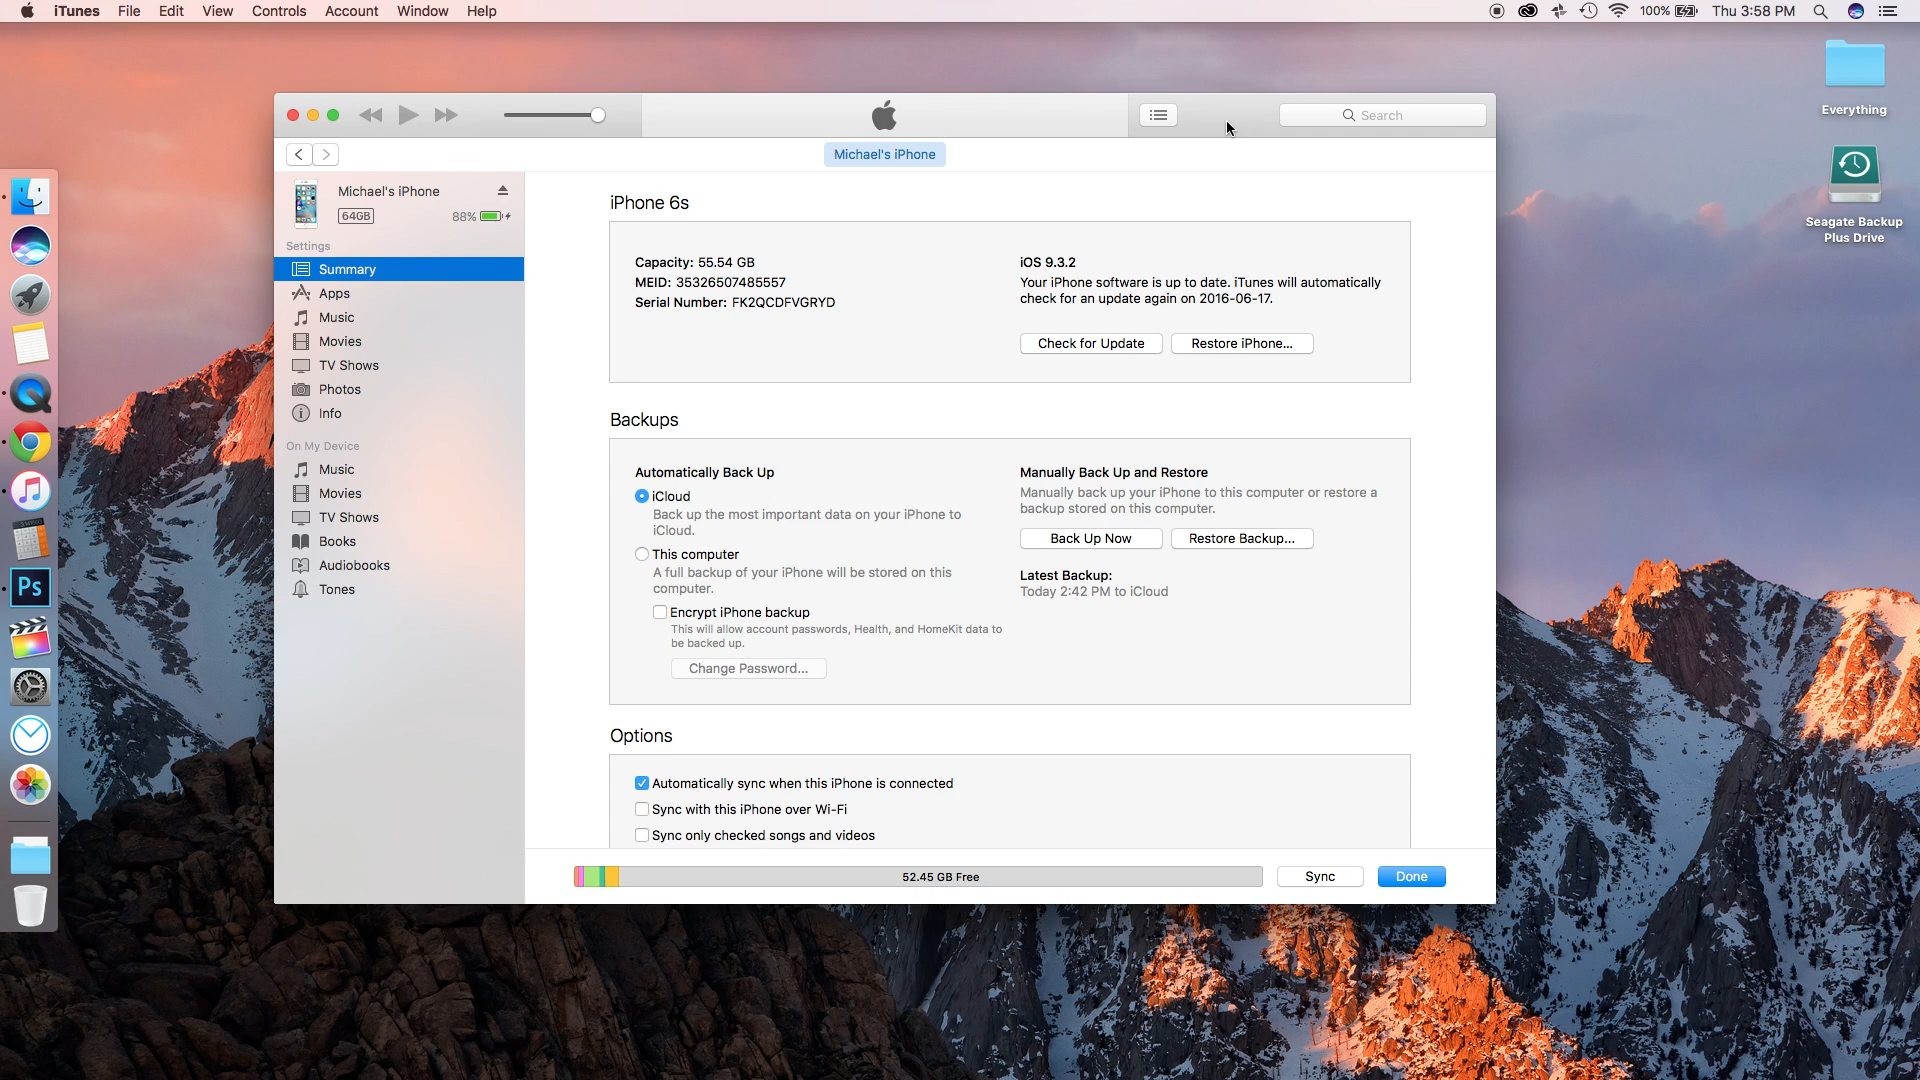 iTunes File Edit View Controls Account Window Help
100% Thu 3:58 PM
Everything
Seagate Backup
Plus Drive
Search
Michael's iPhone
Michael's iPhone
64GB 88%
Settings
Summary
Apps
Music
Movies
TV Shows
Photos
Info
On My Device
Music
Movies
TV Shows
Books
Audiobooks
Tones
iPhone 6s
Capacity: 55.54 GB
MEID: 35326507485557
Serial Number: FK2QCDFVGRYD
iOS 9.3.2
Your iPhone software is up to date. iTunes will automatically
check for an update again on 2016-06-17.
Check for Update Restore iPhone...
Backups
Automatically Back Up
iCloud
Back up the most important data on your iPhone to
iCloud.
This computer
A full backup of your iPhone will be stored on this
computer.
Encrypt iPhone backup
This will allow account passwords, Health, and HomeKit data to
be backed up.
Change Password...
Manually Back Up and Restore
Manually back up your iPhone to this computer or restore a
backup stored on this computer.
Back Up Now Restore Backup...
Latest Backup:
Today 2:42 PM to iCloud
Options
Automatically sync when this iPhone is connected
Sync with this iPhone over Wi-Fi
Sync only checked songs and videos
52.45 GB Free Sync Done
Ps